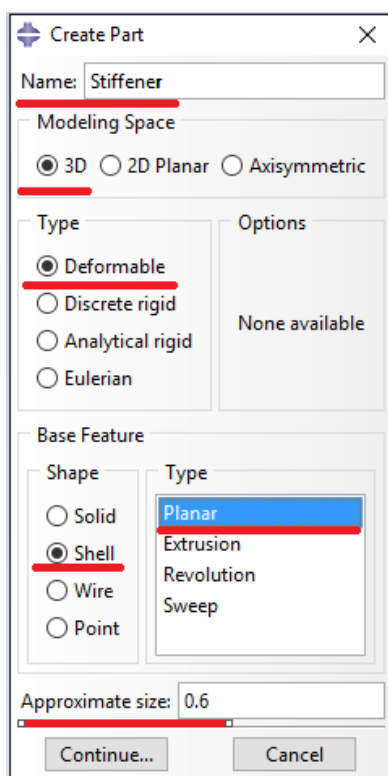 Create Part
Name: Stiffener
Modeling Space
3D 2D Planar Axisymmetric
Type Options
Deformable
Discrete rigid
Analytical rigid
Eulerian
None available
Base Feature
Shape Type
Solid
Shell
Wire
Point
Planar
Extrusion
Revolution
Sweep
Approximate size: 0.6
Continue... Cancel